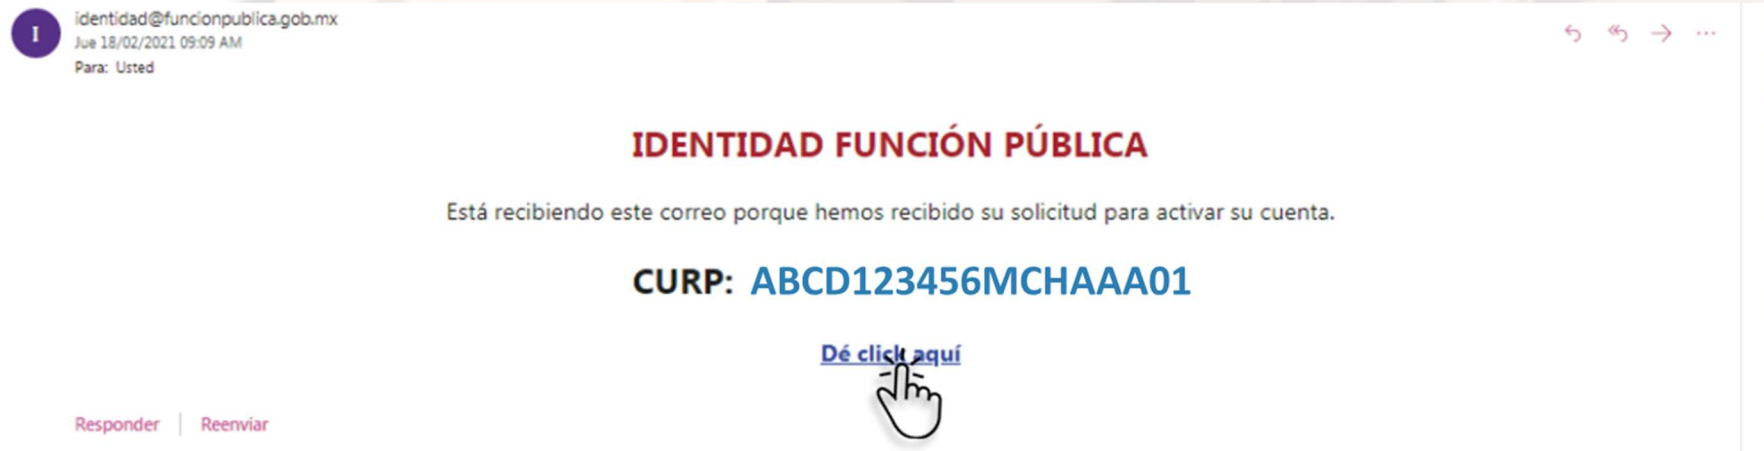 I
identidad@funcionpublica.gob.mx
Jue 18/02/2021 09:09 AM
Para: Usted
IDENTIDAD FUNCIÓN PÚBLICA
Está recibiendo este correo porque hemos recibido su solicitud para activar su cuenta.
CURP: ABCD123456MCHAAA01
Dé click aquí
Responder | Reenviar